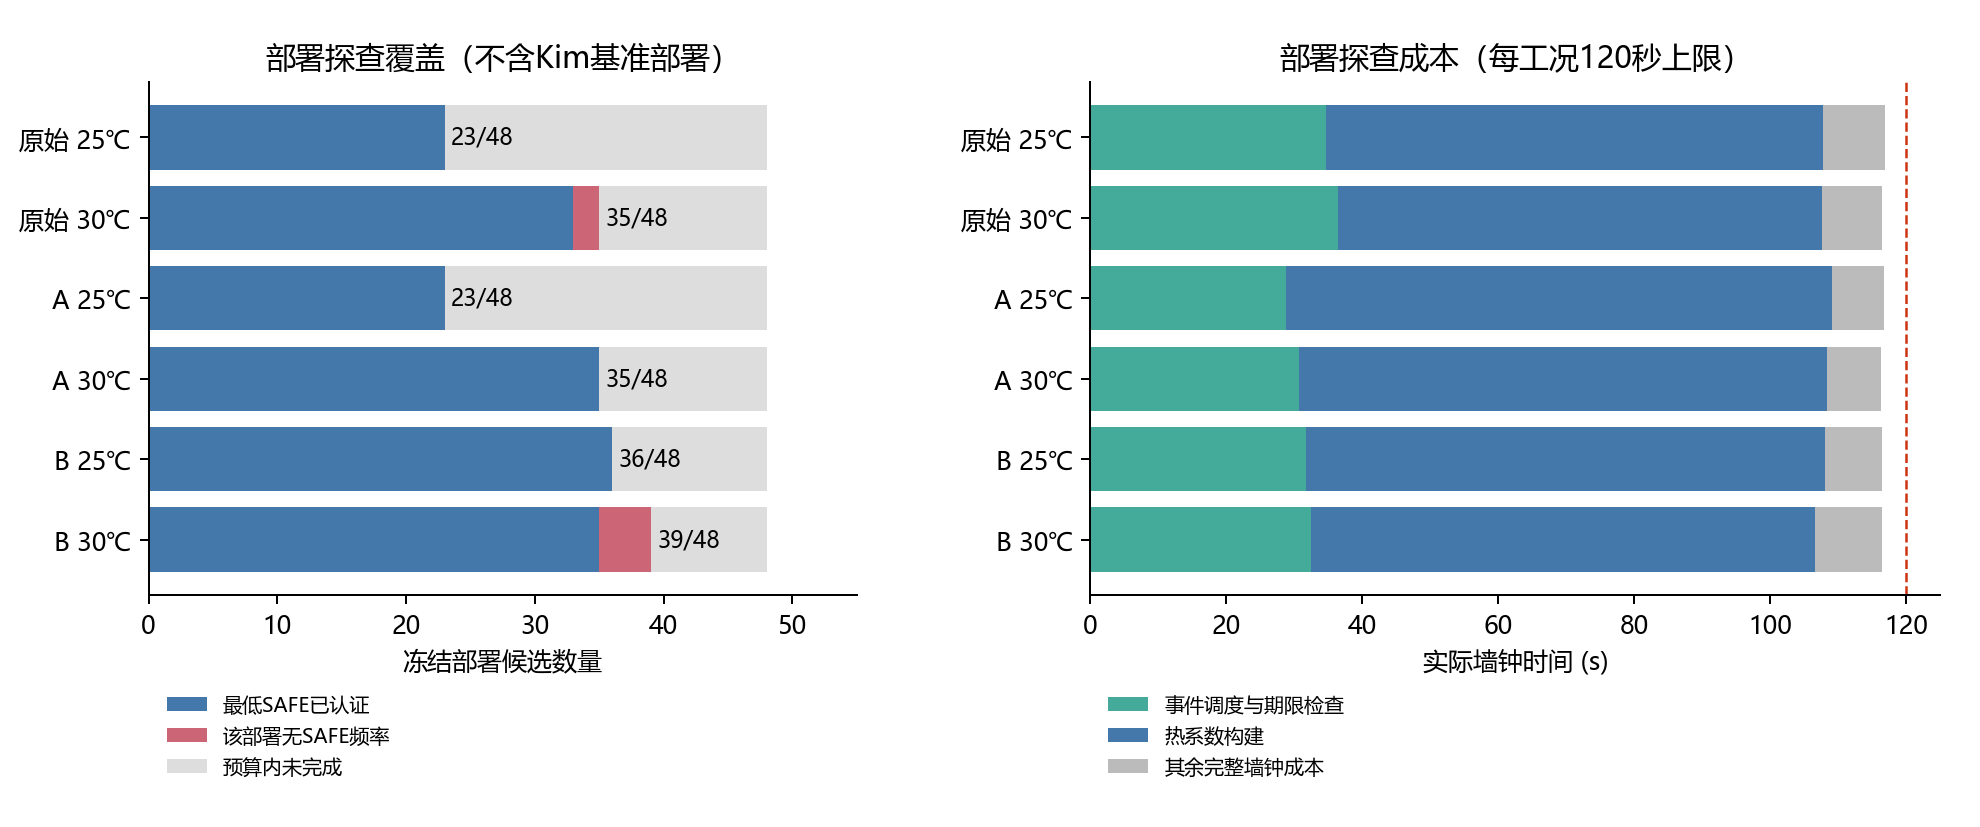 部署探查覆盖（不含Kim基准部署）
原始 25℃
23/48
原始 30℃
35/48
A 25℃
23/48
A 30℃
35/48
B 25℃
36/48
B 30℃
39/48
0 10 20 30 40 50
冻结部署候选数量
最低SAFE已认证
该部署无SAFE频率
预算内未完成
部署探查成本（每工况120秒上限）
原始 25℃
原始 30℃
A 25℃
A 30℃
B 25℃
B 30℃
0 20 40 60 80 100 120
实际墙钟时间 (s)
事件调度与期限检查
热系数构建
其余完整墙钟成本